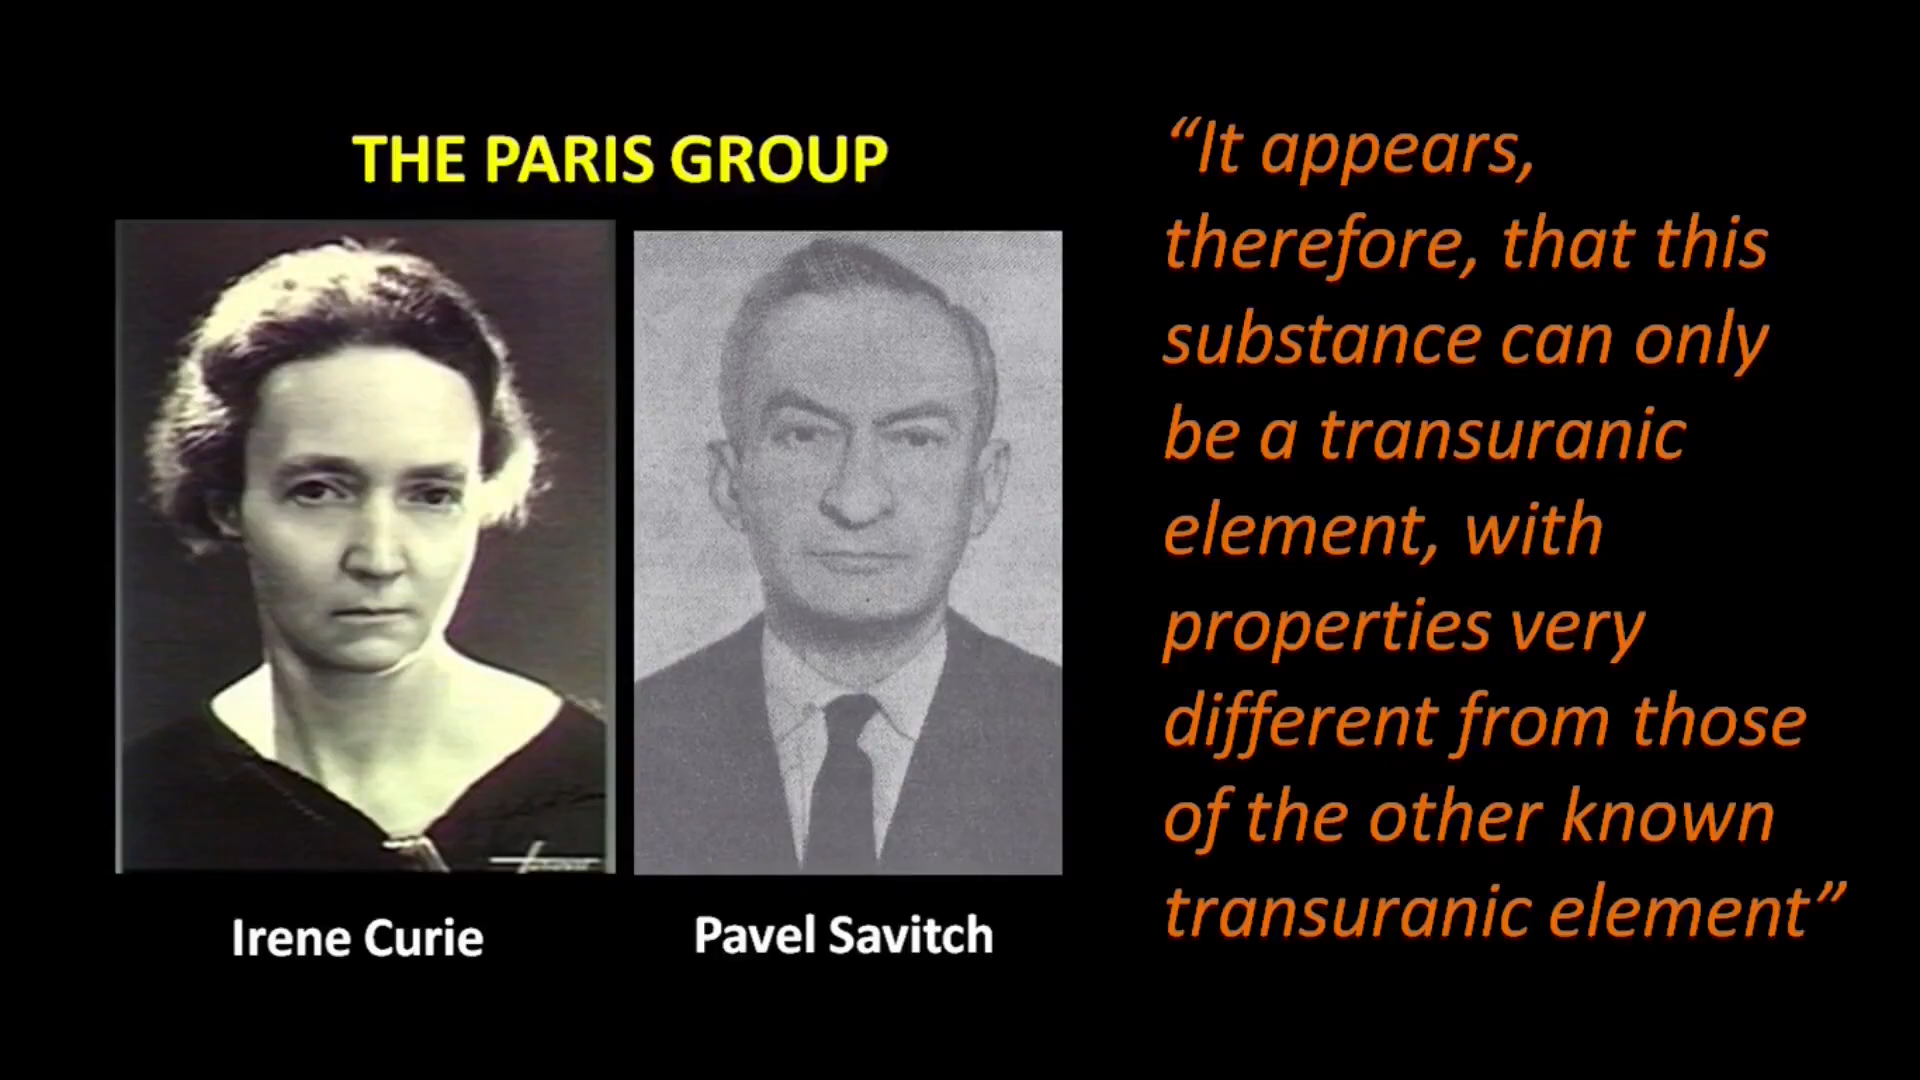 THE PARIS GROUP
Irene Curie
Pavel Savitch
“It appears,
therefore, that this
substance can only
be a transuranic
element, with
properties very
different from those
of the other known
transuranic element”